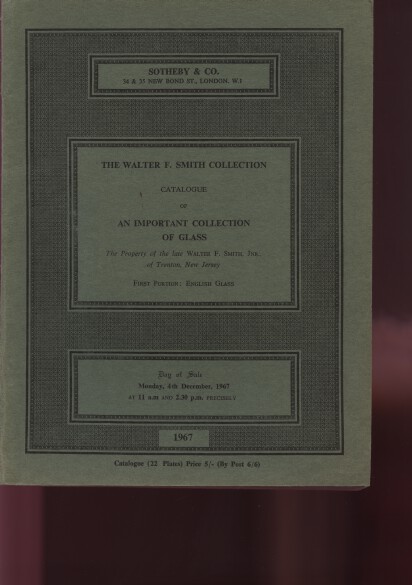 SOTHEBY & CO.
34 & 35 NEW BOND ST., LONDON, W.1
THE WALTER F. SMITH COLLECTION
CATALOGUE
OF
AN IMPORTANT COLLECTION
OF GLASS
The Property of the late WALTER F. SMITH, JNR.
of Trenton, New Jersey
FIRST PORTION: ENGLISH GLASS
Day of Sale
Monday, 4th December, 1967
AT 11 a.m AND 2.30 p.m. PRECISELY
1967
Catalogue (22 Plates) Price 5/- (By Post 6/6)